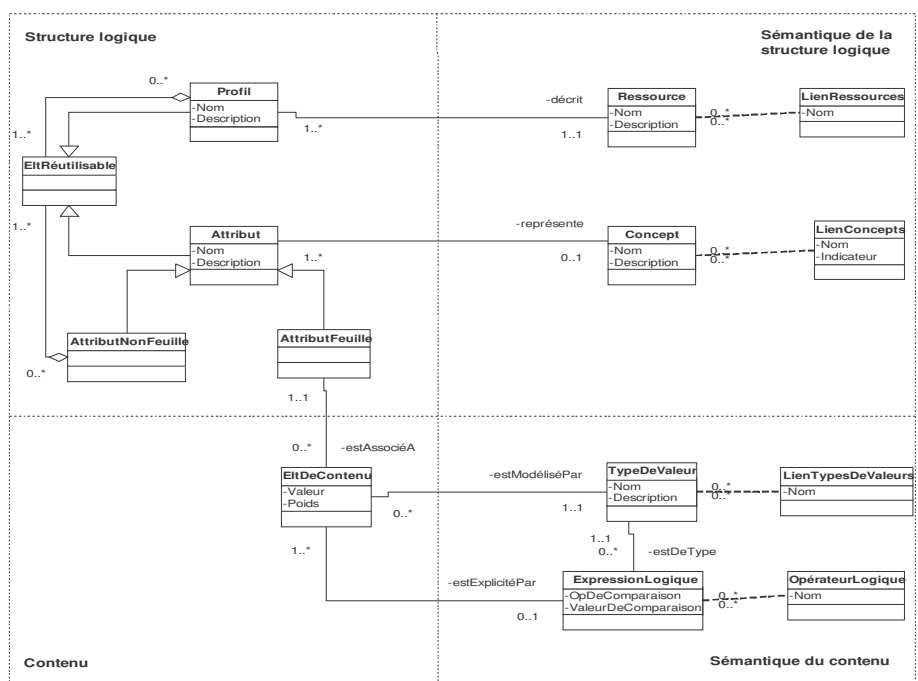 Structure logique
Sémantique de la
structure logique
0..*
Profil
-Nom
-Description
1..*
-décrit
1..1
Ressource
-Nom
-Description
0..*
0..*
LienRessources
-Nom
1..*
EltRéutilisable
1..*
Attribut
-Nom
-Description
1..*
-représente
0..1
Concept
-Nom
-Description
0..*
0..*
LienConcepts
-Nom
-Indicateur
AttributNonFeuille
0..*
AttributFeuille
1..1
0..*
-estAssociéA
EltDeContenu
-Valeur
-Poids
0..*
-estModéliséPar
1..1
TypeDeValeur
-Nom
-Description
0..*
0..*
LienTypesDeValeurs
-Nom
1..1
0..*
-estDeType
1..*
-estExplicitéPar
0..1
ExpressionLogique
-OpDeComparaison
-ValeurDeComparaison
0..*
0..*
OpérateurLogique
-Nom
Contenu
Sémantique du contenu